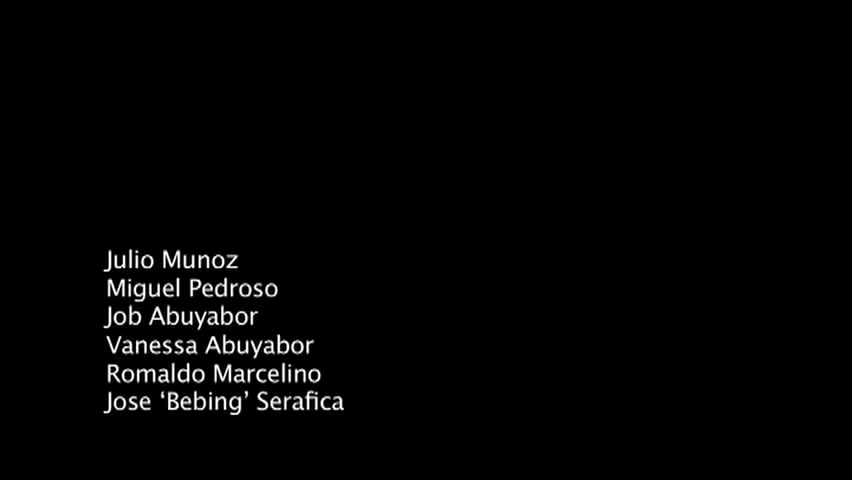 Julio Munoz
Miguel Pedroso
Job Abuyabor
Vanessa Abuyabor
Romaldo Marcelino
Jose ‘Bebing’ Serafica